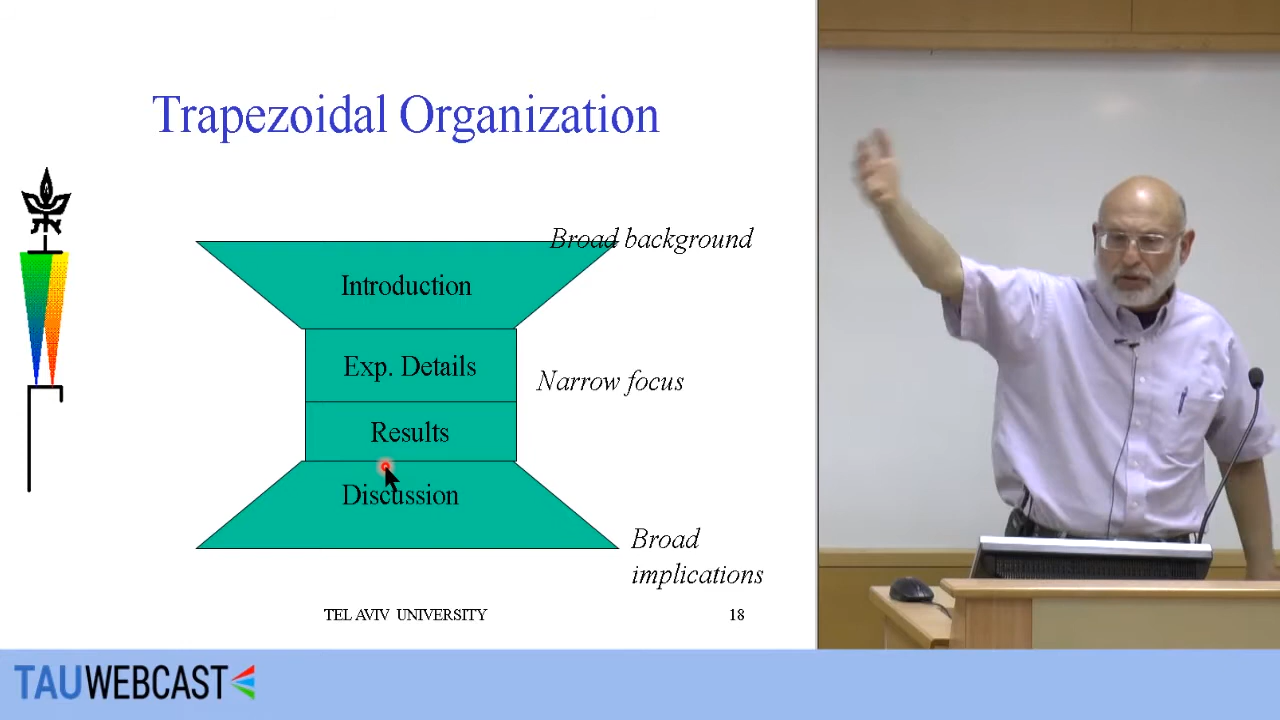 Trapezoidal Organization
Broad background
Introduction
Exp. Details
Narrow focus
Results
Discussion
Broad
implications
TEL AVIV UNIVERSITY
18
TAUWEBCAST